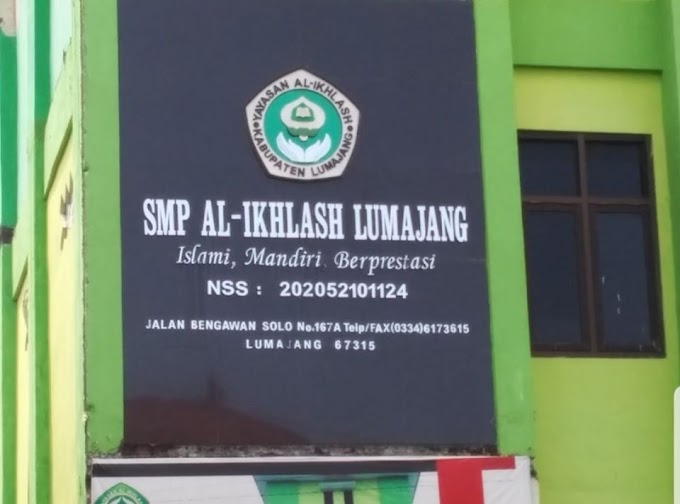 YAYASAN AL-IKHLASH
KABUPATEN LUMAJANG
SMP AL-IKHLASH LUMAJANG
Islami, Mandiri. Berprestasi
NSS : 202052101124
JALAN BENGAWAN SOLO No.167A Telp/FAX(0334)6173615
LUMAJANG 67315